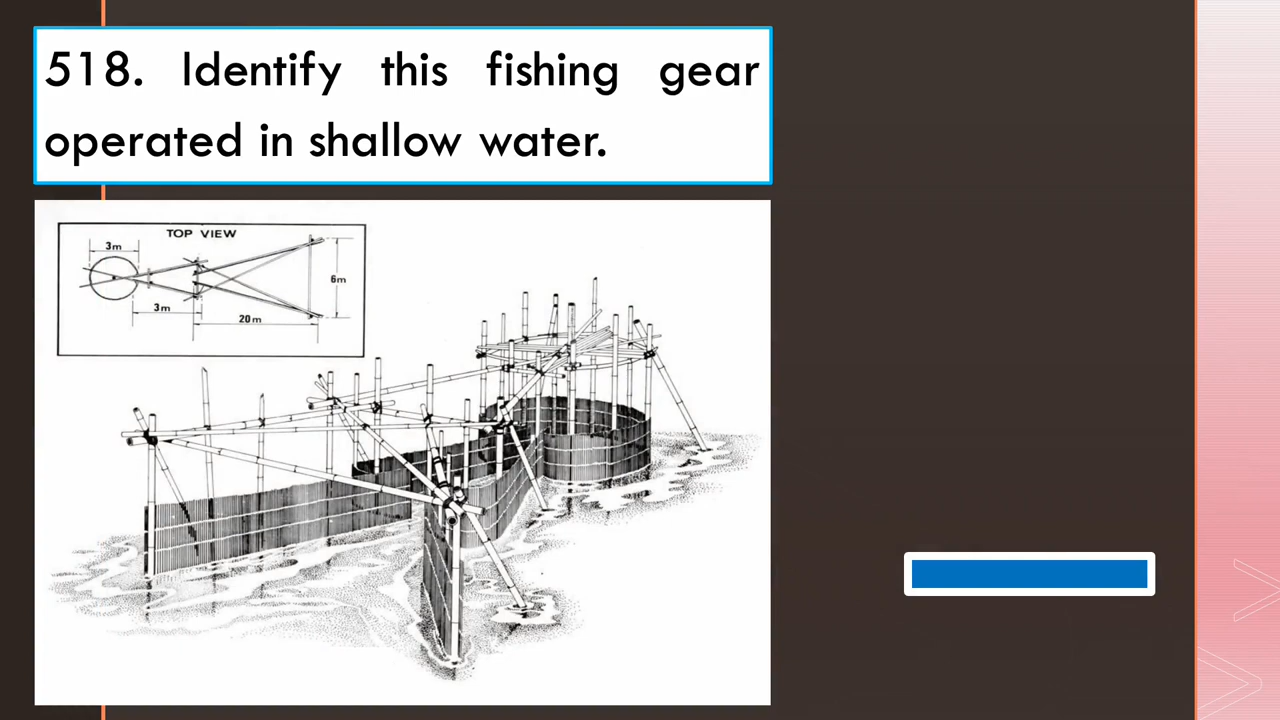 518. Identify this fishing gear
operated in shallow water.
TOP VIEW
3m
6m
3m
20m